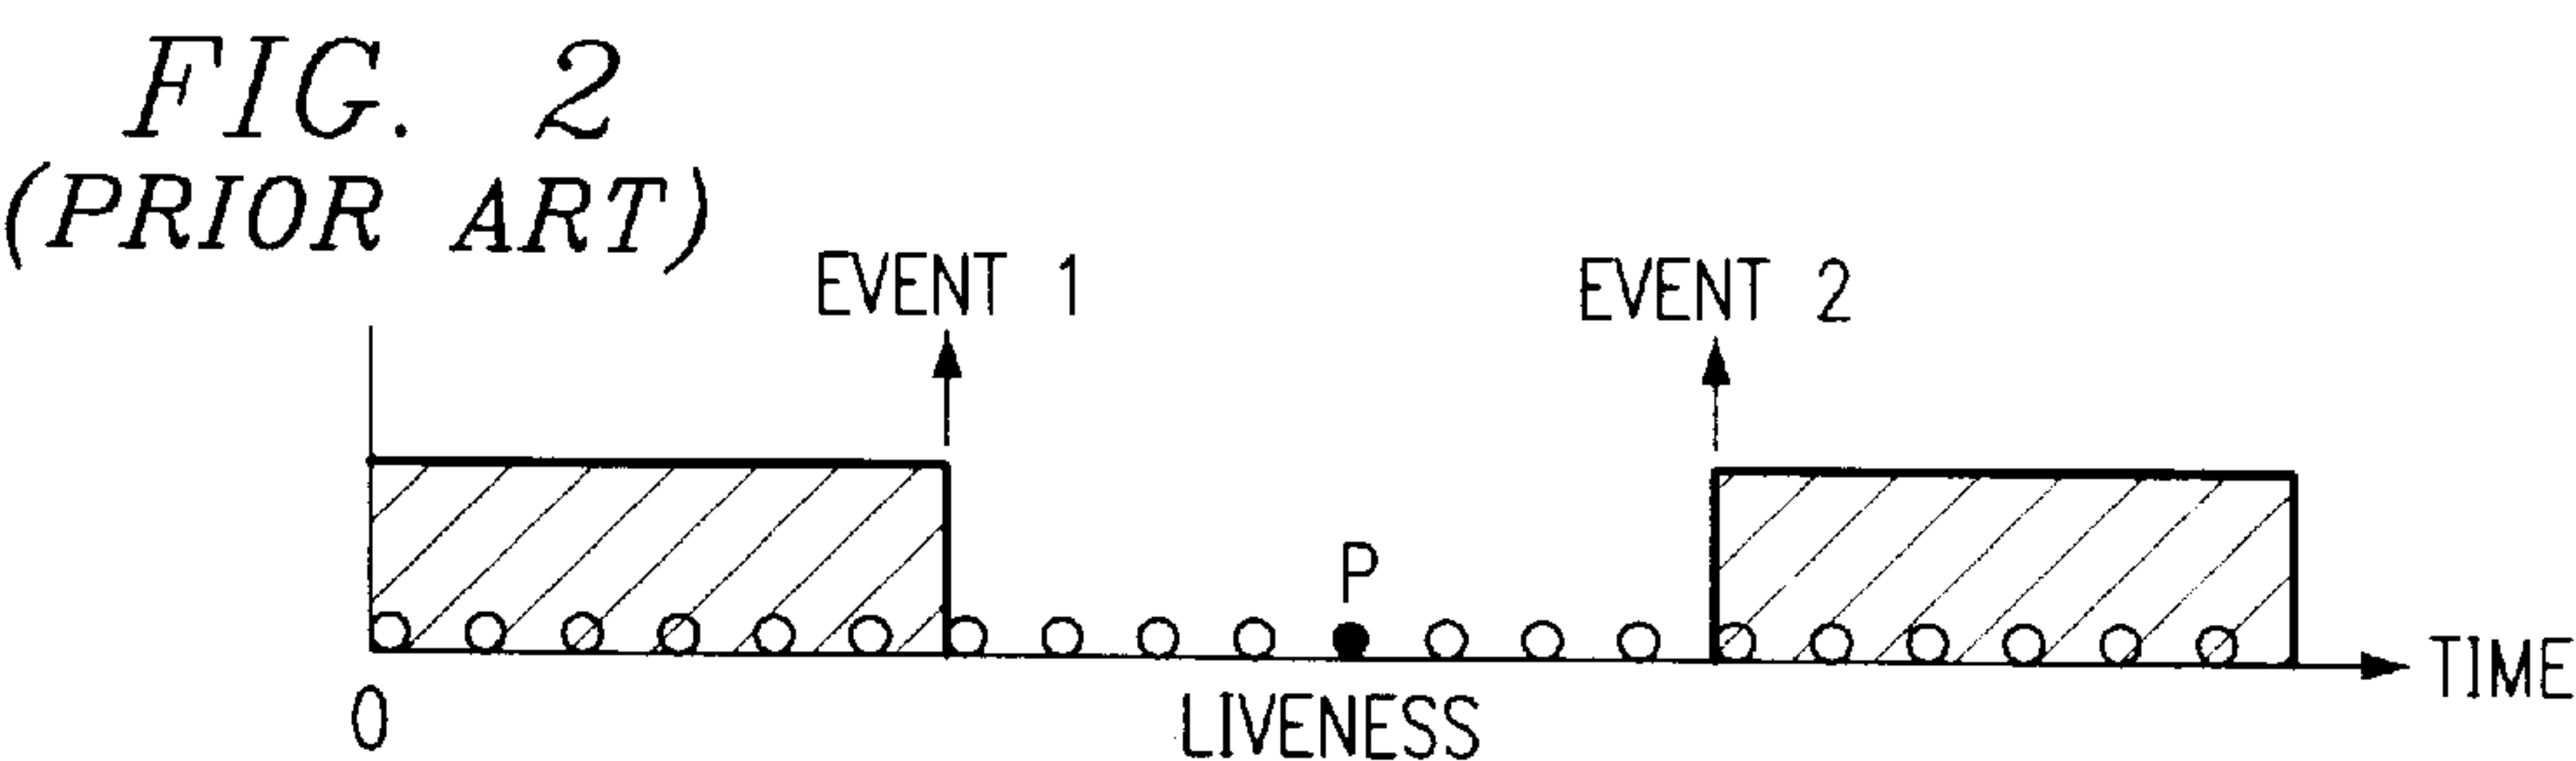 FIG. 2
(PRIOR ART)
EVENT 1
EVENT 2
P
0
LIVENESS
TIME